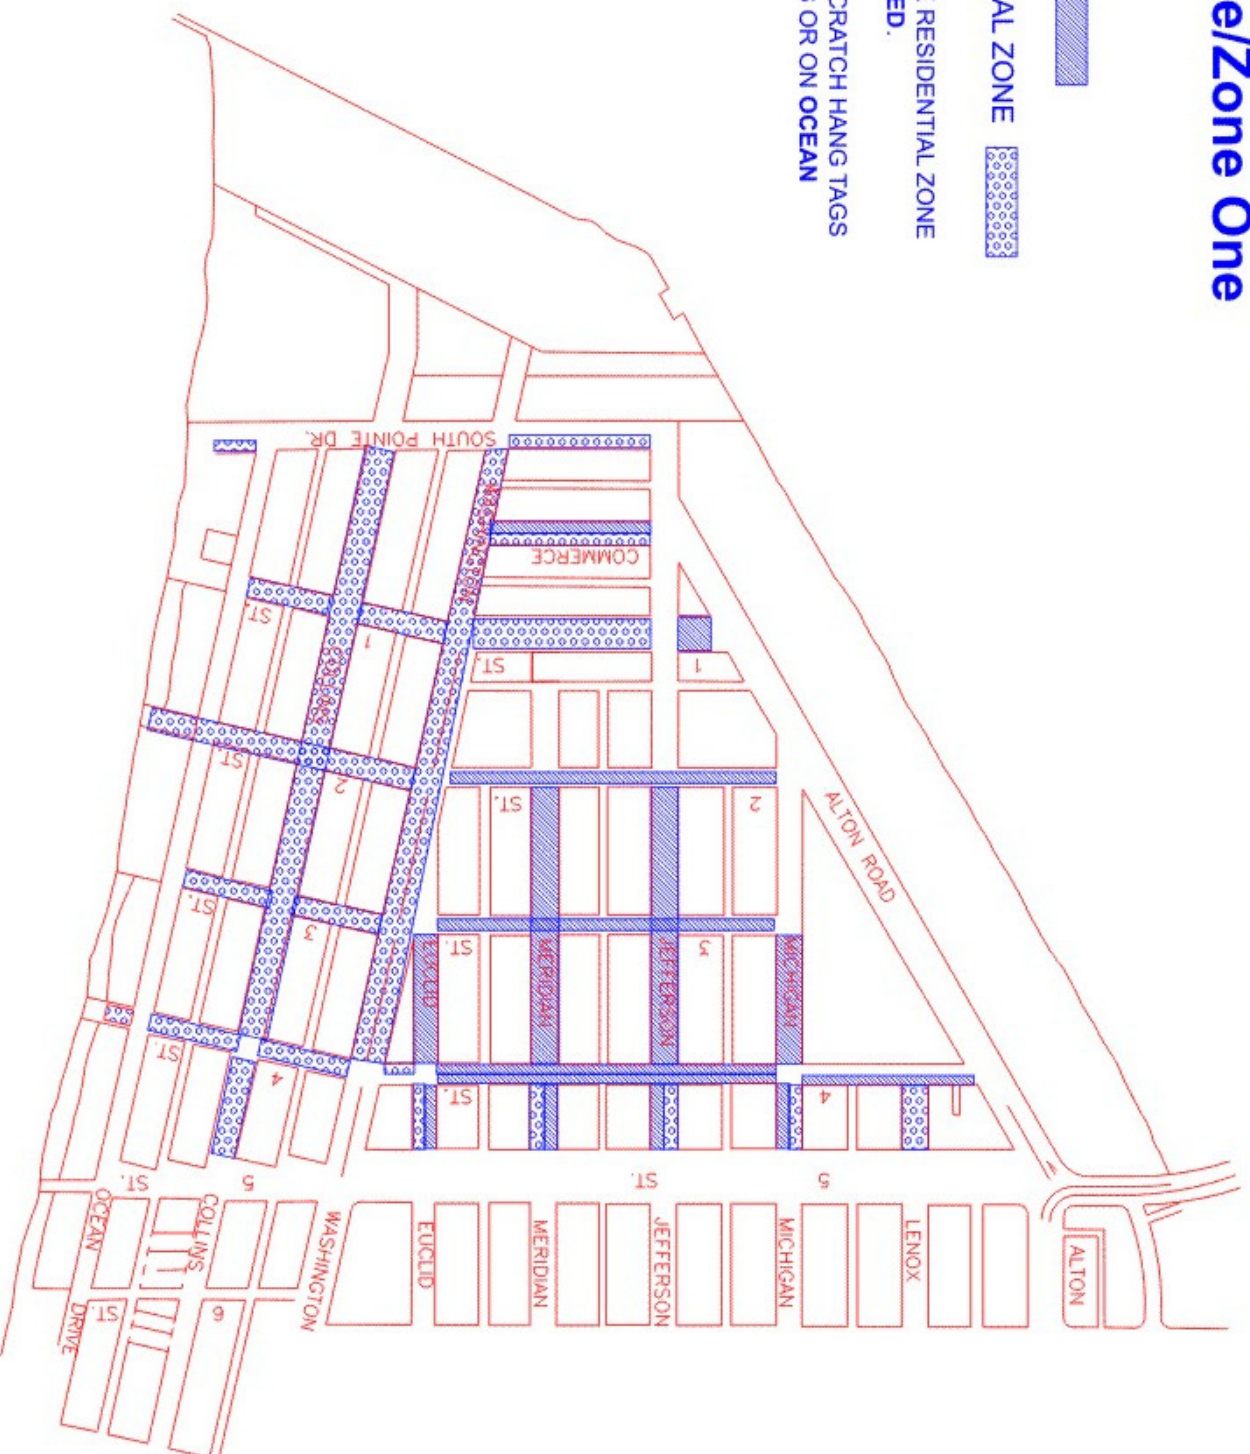 e/Zone One
AL ZONE
RESIDENTIAL ZONE
ED.
CRATCH HANG TAGS
OR ON OCEAN
SOUTH POINTE DR.
COMMERCE
WASHINGTON
COLLINS
ST.
1
ST.
1
ST.
2
ST.
2
ALTON ROAD
ST.
3
ST.
3
EUCLID
MERIDIAN
JEFFERSON
MICHIGAN
ST.
4
ST.
4
ST.
5
ST.
5
OCEAN
DRIVE
COLLINS
WASHINGTON
EUCLID
MERIDIAN
JEFFERSON
MICHIGAN
LENOX
ALTON
ST.
6